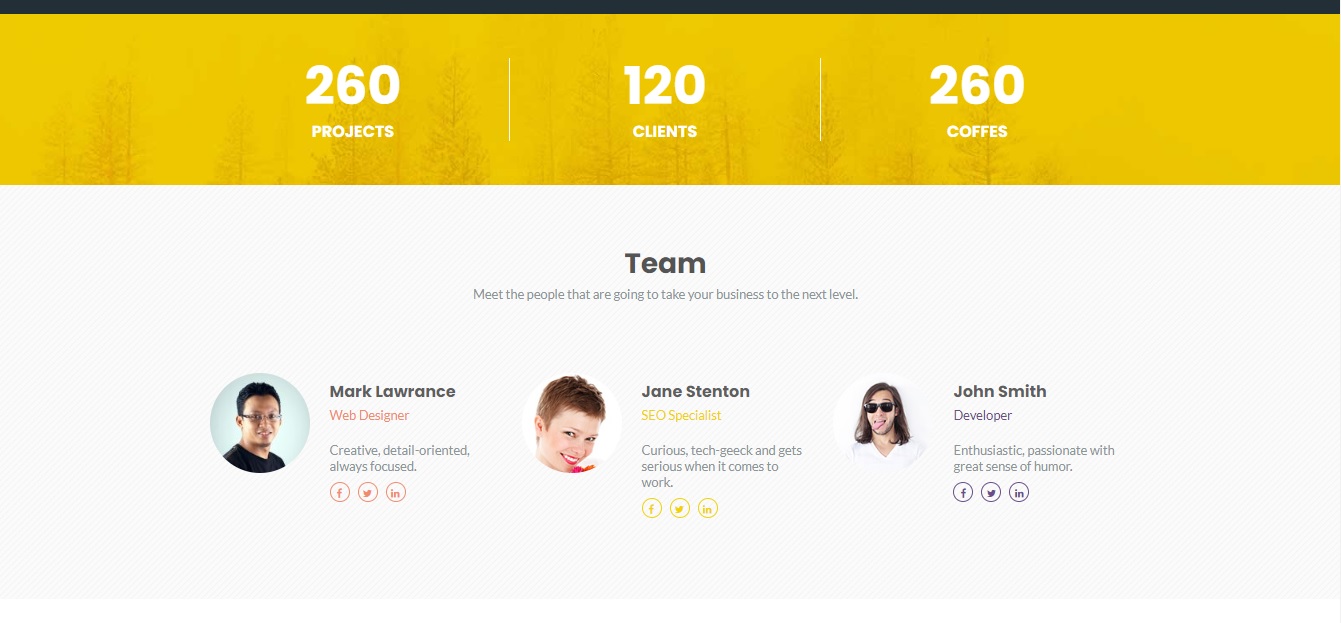 260
120
260
PROJECTS
CLIENTS
COFFES
Team
Meet the people that are going to take your business to the next level.
Mark Lawrance
Web Designer
Creative, detail-oriented,
always focused.
Jane Stenton
SEO Specialist
Curious, tech-geeck and gets
serious when it comes to
work.
John Smith
Developer
Enthusiastic, passionate with
great sense of humor.